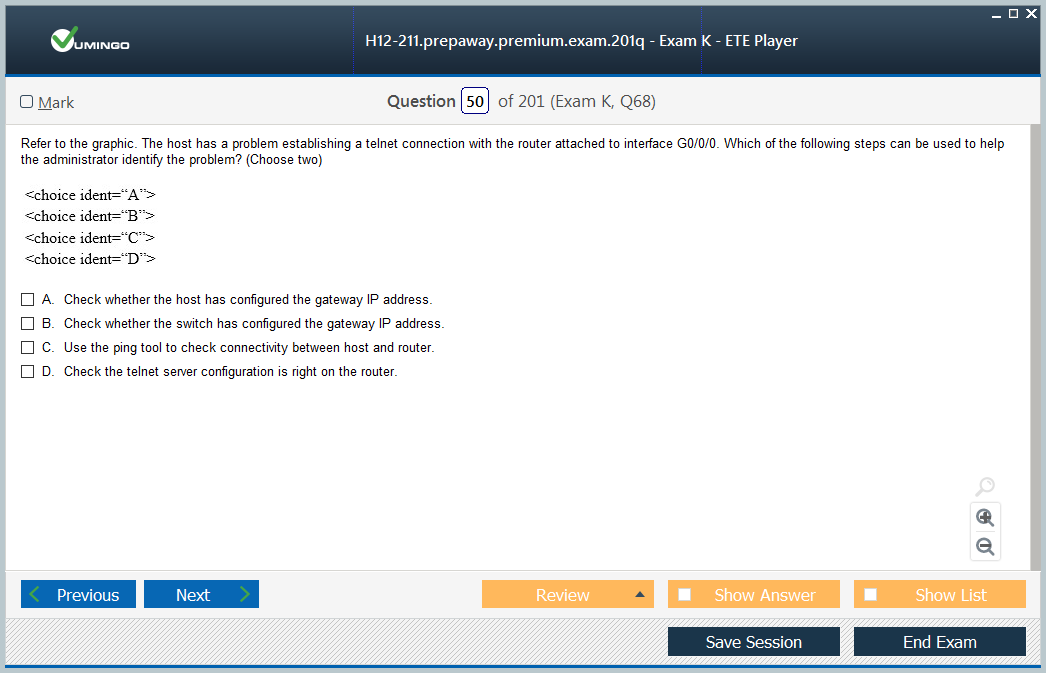 VUMINGO
H12-211.prepaway.premium.exam.201q - Exam K - ETE Player
Mark
Question 50 of 201 (Exam K, Q68)
Refer to the graphic. The host has a problem establishing a telnet connection with the router attached to interface G0/0/0. Which of the following steps can be used to help
the administrator identify the problem? (Choose two)
<choice ident=“A”>
<choice ident=“B”>
<choice ident=“C”>
<choice ident=“D”>
A. Check whether the host has configured the gateway IP address.
B. Check whether the switch has configured the gateway IP address.
C. Use the ping tool to check connectivity between host and router.
D. Check the telnet server configuration is right on the router.
Previous
Next
Review
Show Answer
Show List
Save Session
End Exam